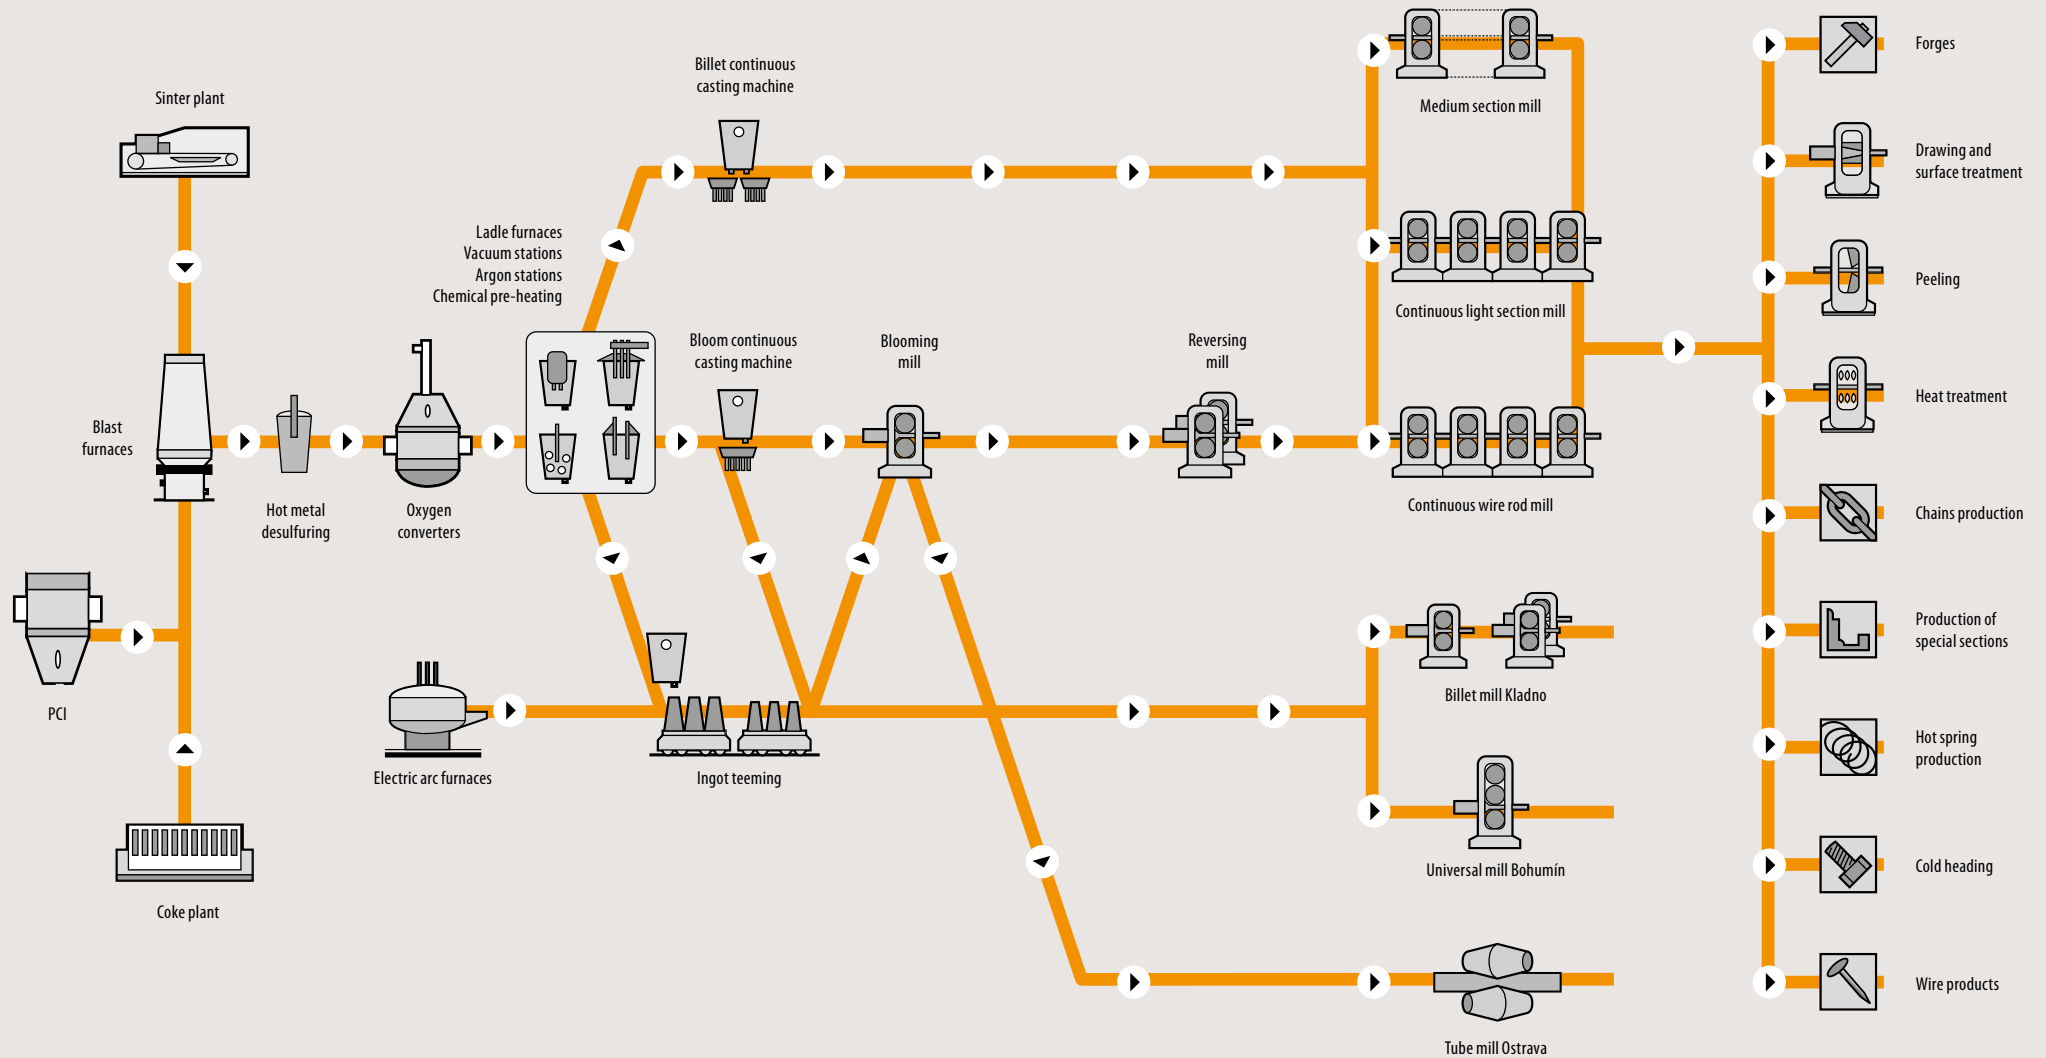 Sinter plant
Blast
furnaces
PCI
Coke plant
Hot metal
desulfuring
Oxygen
converters
Ladle furnaces
Vacuum stations
Argon stations
Chemical pre-heating
Electric arc furnaces
Billet continuous
casting machine
Bloom continuous
casting machine
Ingot teeming
Blooming
mill
Reversing
mill
Medium section mill
Continuous light section mill
Continuous wire rod mill
Billet mill Kladno
Universal mill Bohumín
Tube mill Ostrava
Forges
Drawing and
surface treatment
Peeling
Heat treatment
Chains production
Production of
special sections
Hot spring
production
Cold heading
Wire products